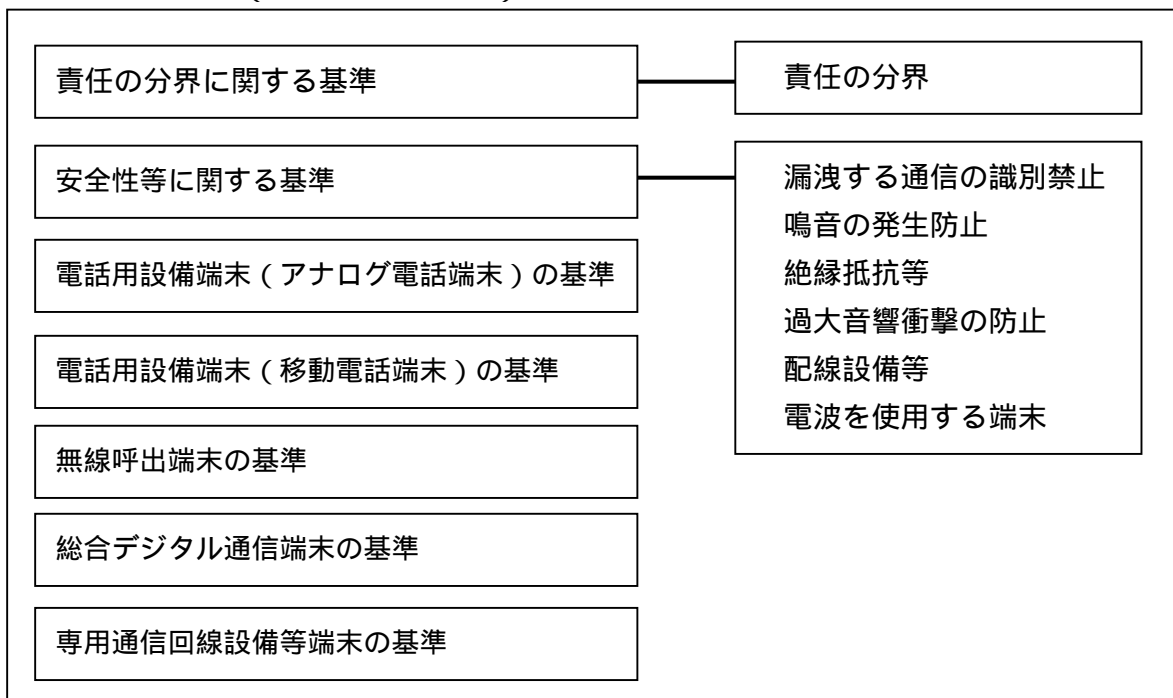 責任の分界に関する基準
責任の分界
安全性等に関する基準
漏洩する通信の識別禁止
鳴音の発生防止
絶縁抵抗等
過大音響衝撃の防止
配線設備等
電波を使用する端末
電話用設備端末(アナログ電話端末)の基準
電話用設備端末(移動電話端末)の基準
無線呼出端末の基準
総合デジタル通信端末の基準
専用通信回線設備等端末の基準